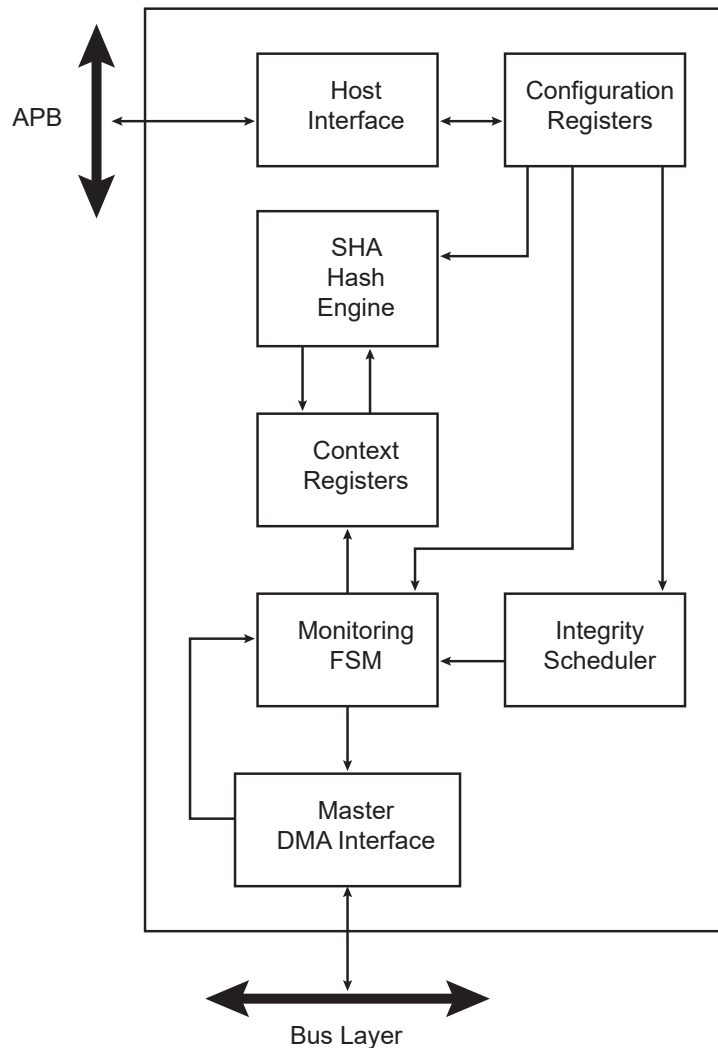 APB
Host
Interface
Configuration
Registers
SHA
Hash
Engine
Context
Registers
Monitoring
FSM
Integrity
Scheduler
Master
DMA Interface
Bus Layer